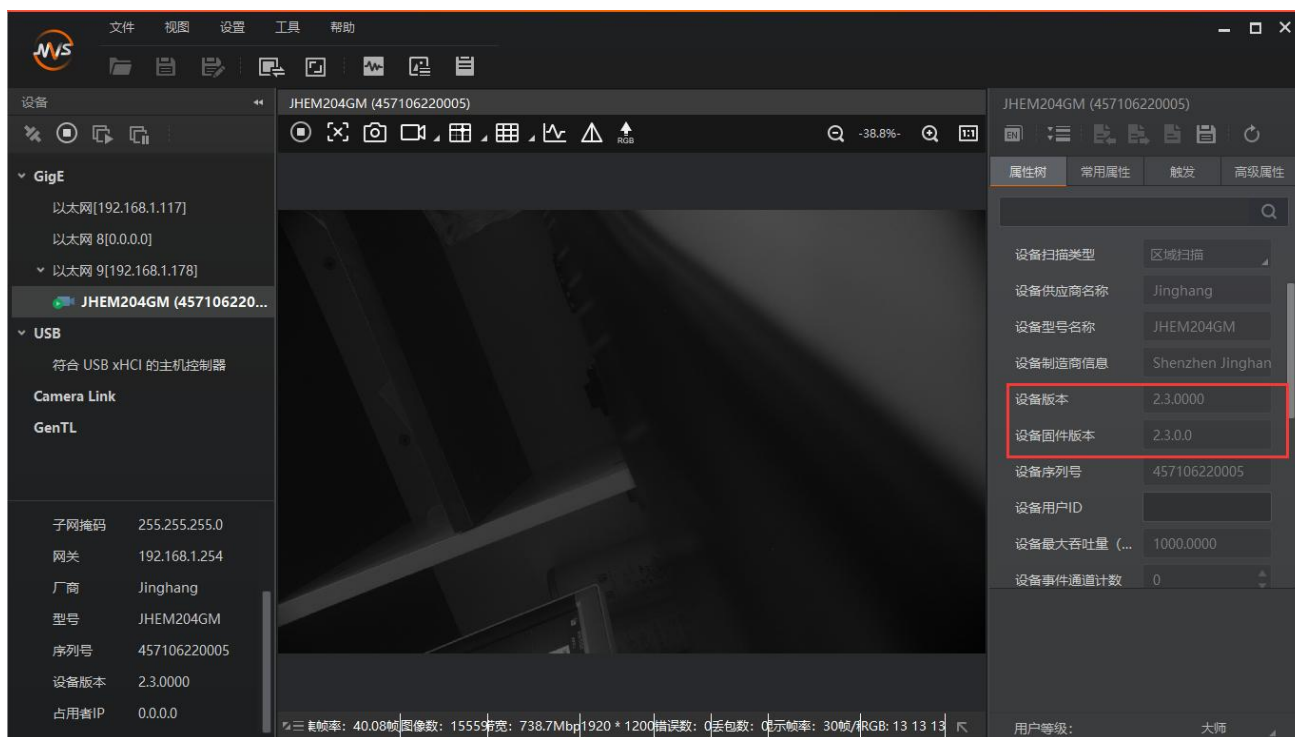 MVS
文件 视图 设置 工具 帮助
设备
GigE
以太网[192.168.1.117]
以太网 8[0.0.0.0]
以太网 9[192.168.1.178]
JHEM204GM (457106220...
USB
符合 USB xHCI 的主机控制器
Camera Link
GenTL
子网掩码 255.255.255.0
网关 192.168.1.254
厂商 Jinghang
型号 JHEM204GM
序列号 457106220005
设备版本 2.3.0000
占用者IP 0.0.0.0
JHEM204GM (457106220005)
RGB
-38.8%-
1:1
帧率: 40.08帧 图像数: 15559 宽: 738.7Mbp 1920 * 1200 错误数: 0 丢包数: 0 显示帧率: 30帧/ RGB: 13 13 13
JHEM204GM (457106220005)
EN
属性树 常用属性 触发 高级属性
设备扫描类型 区域扫描
设备供应商名称 Jinghang
设备型号名称 JHEM204GM
设备制造商信息 Shenzhen Jinghan
设备版本 2.3.0000
设备固件版本 2.3.0.0
设备序列号 457106220005
设备用户ID
设备最大吞吐量 (... 1000.0000
设备事件通道计数 0
用户等级: 大师